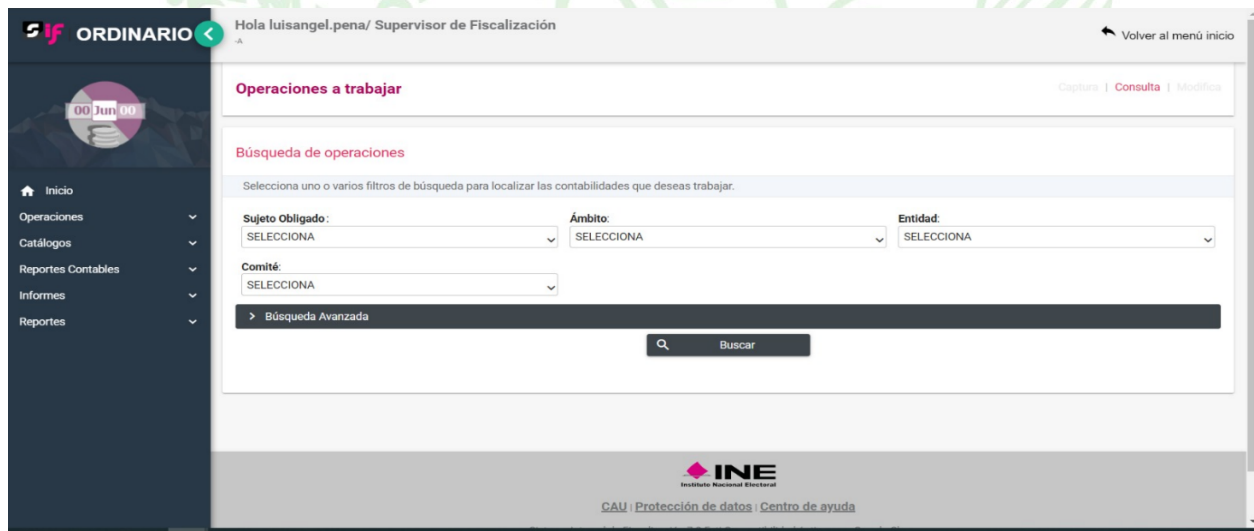 SIF ORDINARIO
Hola luisangel.pena/ Supervisor de Fiscalización
-A
Volver al menú inicio
00 Jun 00
Operaciones a trabajar
Captura | Consulta | Modifica
Búsqueda de operaciones
Selecciona uno o varios filtros de búsqueda para localizar las contabilidades que deseas trabajar.
Inicio
Operaciones
Catálogos
Reportes Contables
Informes
Reportes
Sujeto Obligado:
SELECCIONA
Ámbito:
SELECCIONA
Entidad:
SELECCIONA
Comité:
SELECCIONA
> Búsqueda Avanzada
Buscar
INE
Instituto Nacional Electoral
CAU | Protección de datos | Centro de ayuda